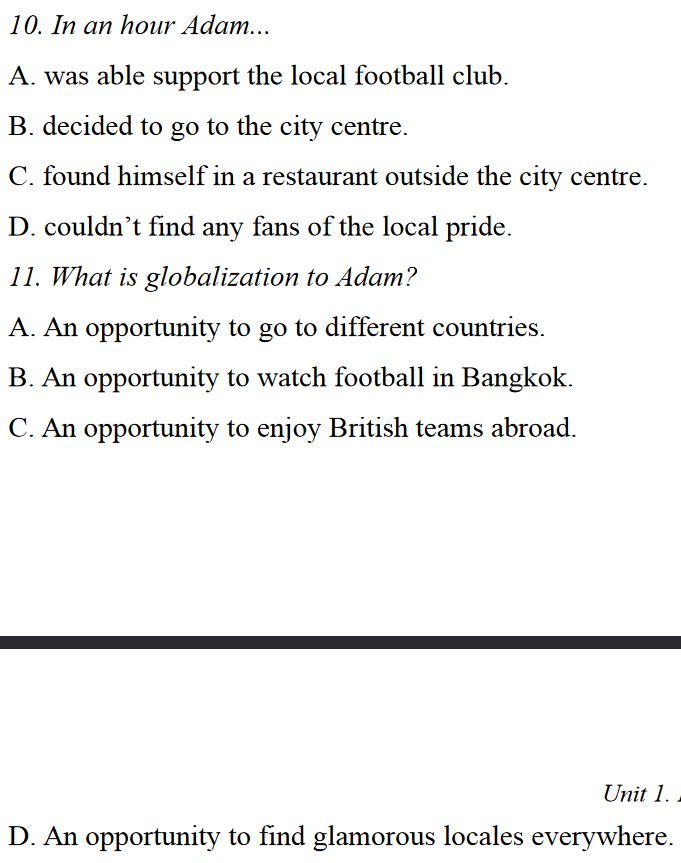 10. In an hour Adam...
A. was able support the local football club.
B. decided to go to the city centre.
C. found himself in a restaurant outside the city centre.
D. couldn’t find any fans of the local pride.
11. What is globalization to Adam?
A. An opportunity to go to different countries.
B. An opportunity to watch football in Bangkok.
C. An opportunity to enjoy British teams abroad.
Unit 1.
D. An opportunity to find glamorous locales everywhere.